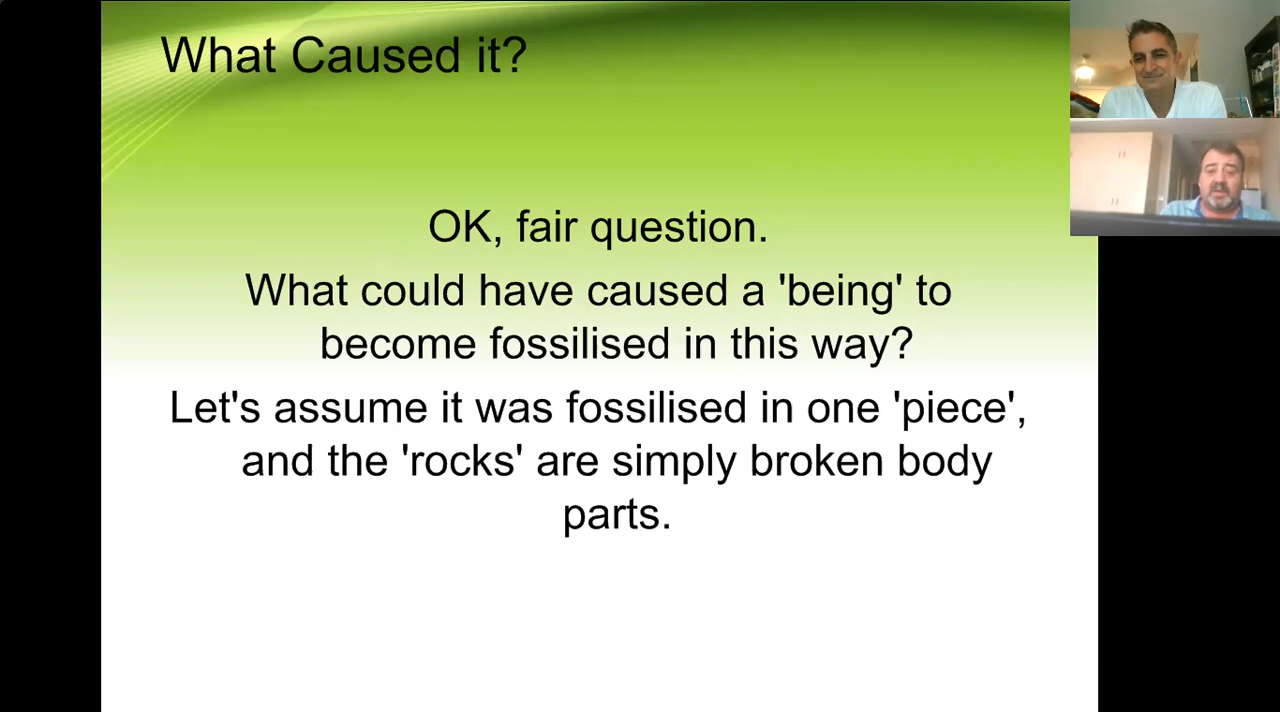 What Caused it?
OK, fair question.
What could have caused a 'being' to
become fossilised in this way?
Let's assume it was fossilised in one 'piece',
and the 'rocks' are simply broken body
parts.